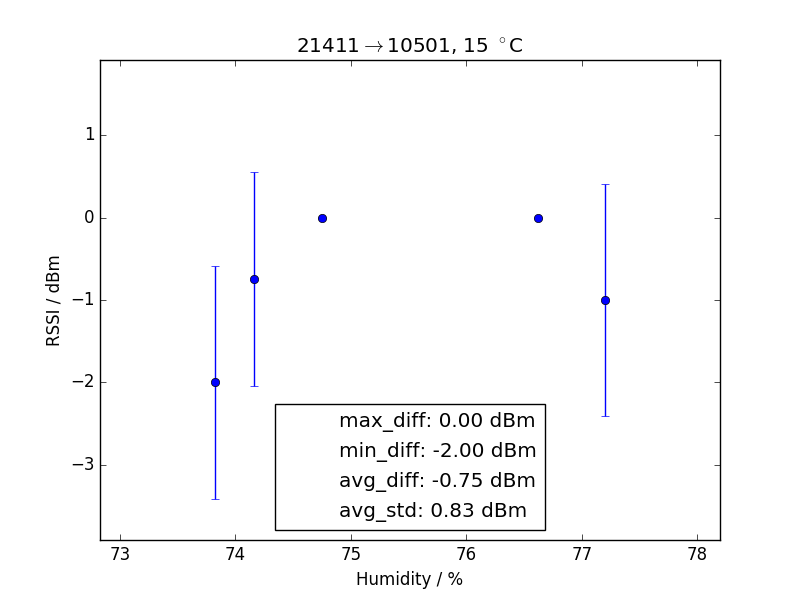 21411→10501, 15 °C
1
0
−1
−2
−3
RSSI / dBm
max_diff: 0.00 dBm
min_diff: -2.00 dBm
avg_diff: -0.75 dBm
avg_std: 0.83 dBm
73 74 75 76 77 78
Humidity / %